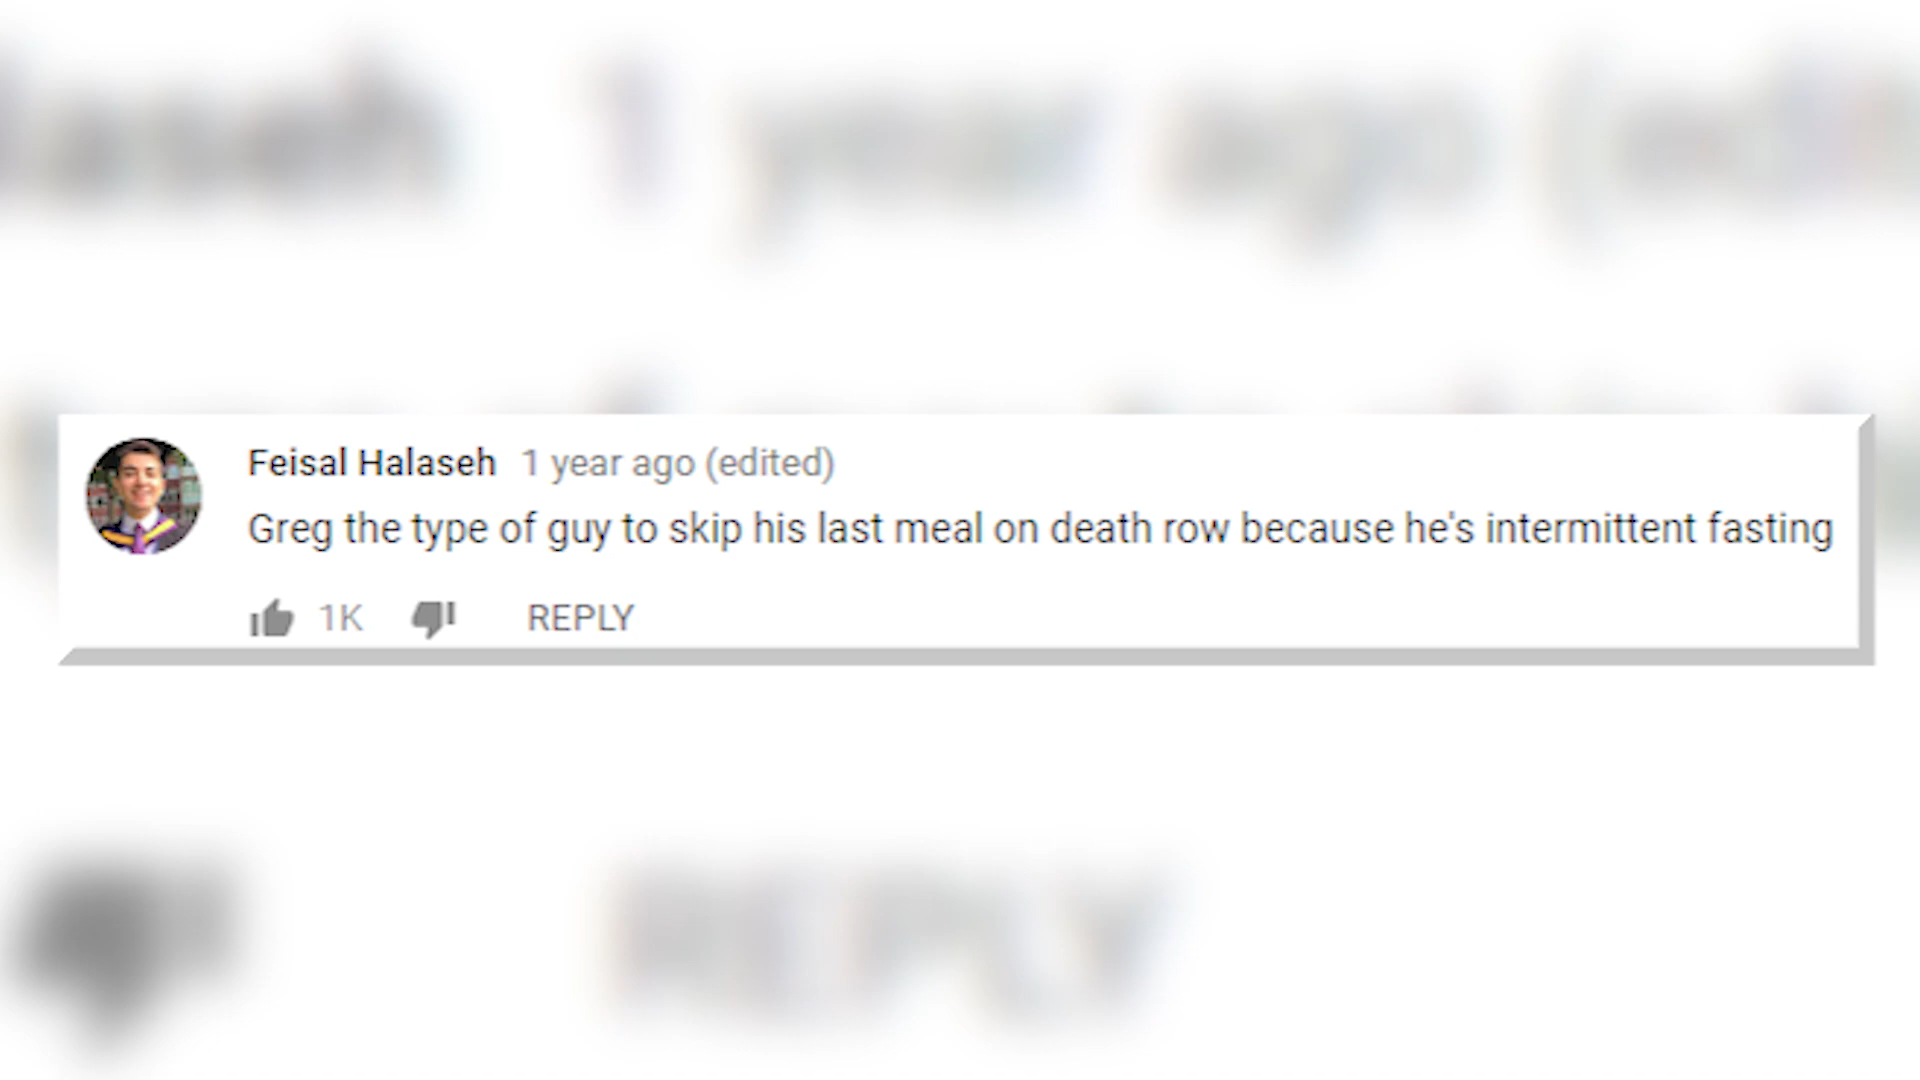 Feisal Halaseh 1 year ago (edited)
Greg the type of guy to skip his last meal on death row because he's intermittent fasting
1K REPLY